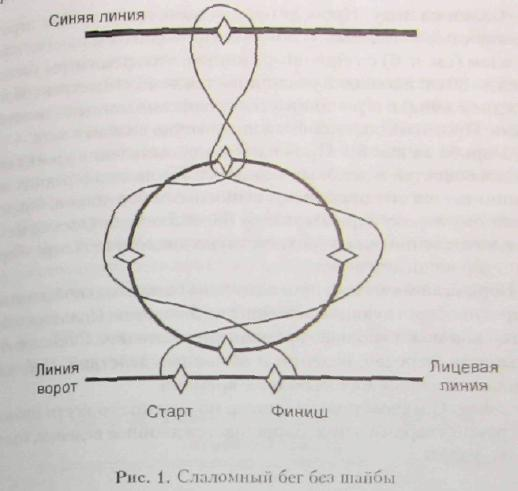 Синяя линия
Линия
ворот
Лицевая
линия
Старт
Финиш
Рис. 1. Слаломный бег без шайбы